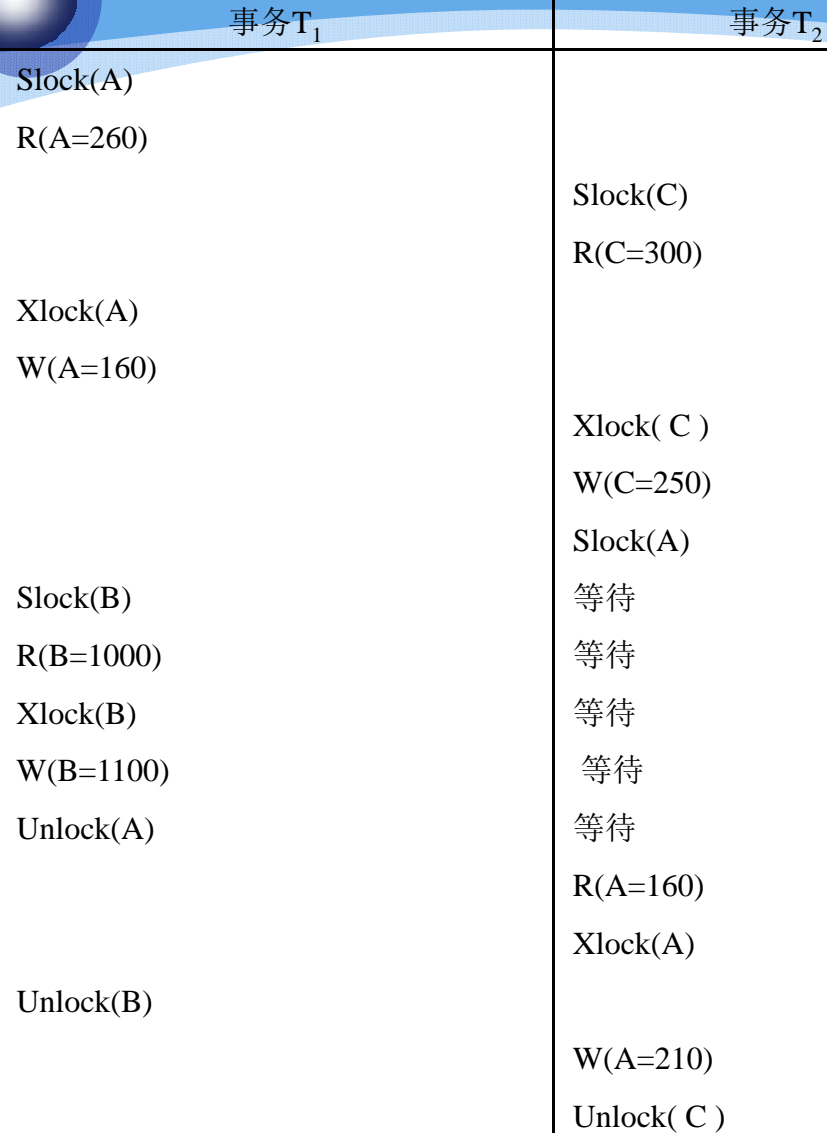 事务T₁ 事务T₂
Slock(A)
R(A=260)
Slock(C)
R(C=300)
Xlock(A)
W(A=160)
Xlock( C )
W(C=250)
Slock(A)
Slock(B) 等待
R(B=1000) 等待
Xlock(B) 等待
W(B=1100) 等待
Unlock(A) 等待
R(A=160)
Xlock(A)
Unlock(B)
W(A=210)
Unlock( C )